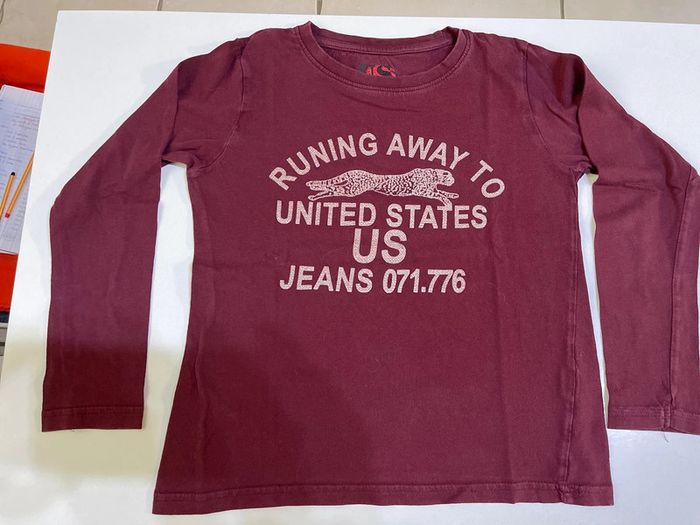 RUNING AWAY TO
UNITED STATES
US
JEANS 071.776